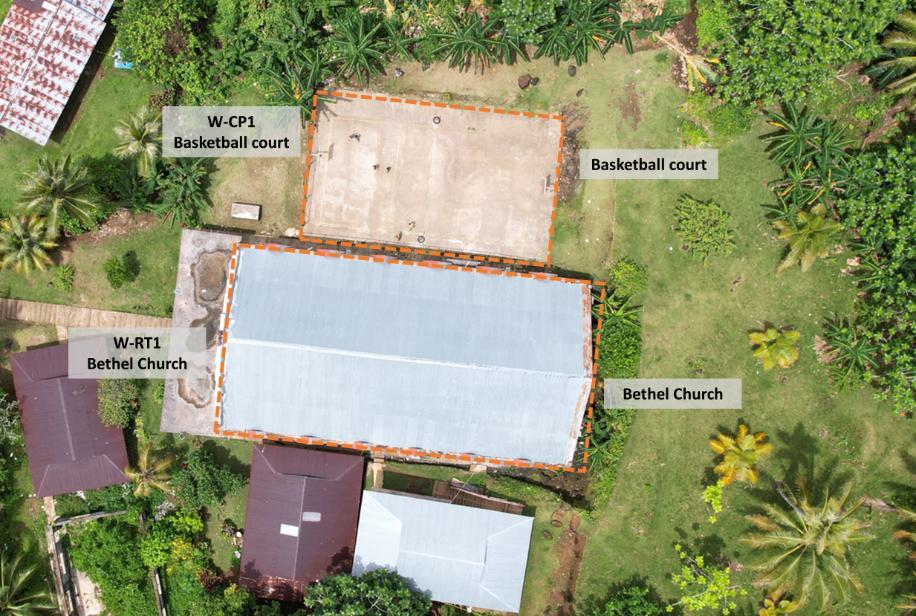 W-CP1
Basketball court
Basketball court
W-RT1
Bethel Church
Bethel Church